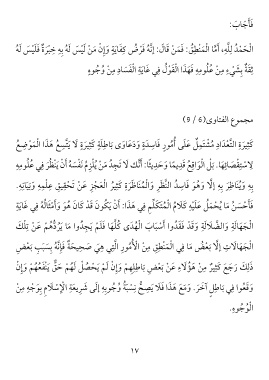 فَأَجَابَ:
الْحَمْدُ لِلَّهِ، أَمَّا الْمَنْطِقُ: فَمَنْ قَالَ: إنَّهُ فَرْضُ كِفَايَةٍ وَإِنَّ مَنْ لَيْسَ لَهُ بِهِ خِبْرَةٌ فَلَيْسَ لَهُ
ثِقَةٌ بِشَيْءٍ مِنْ عُلُومِهِ فَهَذَا الْقَوْلُ فِي غَايَةِ الْفَسَادِ مِنْ وُجُوهٍ
مجموع الفتاوى(6 / 9)
كَثِيرَةِ التَّعْدَادِ مُشْتَمِلٌ عَلَى أُمُورٍ فَاسِدَةٍ وَدَعَاوَى بَاطِلَةٍ كَثِيرَةٍ لَا يَتَّسِعُ هَذَا الْمَوْضِعُ
لِاسْتِقْصَائِهَا. بَلْ الْوَاقِعُ قَدِيمًا وَحَدِيثًا: أَنَّك لَا تَجِدُ مَنْ يُلْزِمُ نَفْسَهُ أَنْ يَنْظُرَ فِي عُلُومِهِ
بِهِ وَيُنَاظِرَ بِهِ إلَّا وَهُوَ فَاسِدُ النَّظَرِ وَالْمُنَاظَرَةِ كَثِيرُ الْعَجْزِ عَنْ تَحْقِيقِ عِلْمِهِ وَبَيَانِهِ.
فَأَحْسَنُ مَا يُحْمَلُ عَلَيْهِ كَلَامُ الْمُتَكَلِّمِ فِي هَذَا: أَنْ يَكُونَ قَدْ كَانَ هُوَ وَأَمْثَالُهُ فِي غَايَةِ
الْجَهَالَةِ وَالضَّلَالَةِ وَقَدْ فَقَدُوا أَسْبَابَ الْهُدَى كُلَّهَا فَلَمْ يَجِدُوا مَا يَرُدُّهُمْ عَنْ تِلْكَ
الْجَهَالَاتِ إلَّا بَعْضَ مَا فِي الْمَنْطِقِ مِنْ الْأُمُورِ الَّتِي هِيَ صَحِيحَةٌ فَإِنَّهُ بِسَبَبِ بَعْضِ
ذَلِكَ رَجَعَ كَثِيرٌ مِنْ هَؤُلَاءِ عَنْ بَعْضِ بَاطِلِهِمْ وَإِنْ لَمْ يَحْصُلْ لَهُمْ حَقٌّ يَنْفَعُهُمْ وَإِنْ
وَقَعُوا فِي بَاطِلٍ آخَرَ. وَمَعَ هَذَا فَلَا يَصِحُّ نِسْبَةُ وُجُوبِهِ إلَى شَرِيعَةِ الْإِسْلَامِ بِوَجْهِ مِنْ
الْوُجُوهِ.
١٧